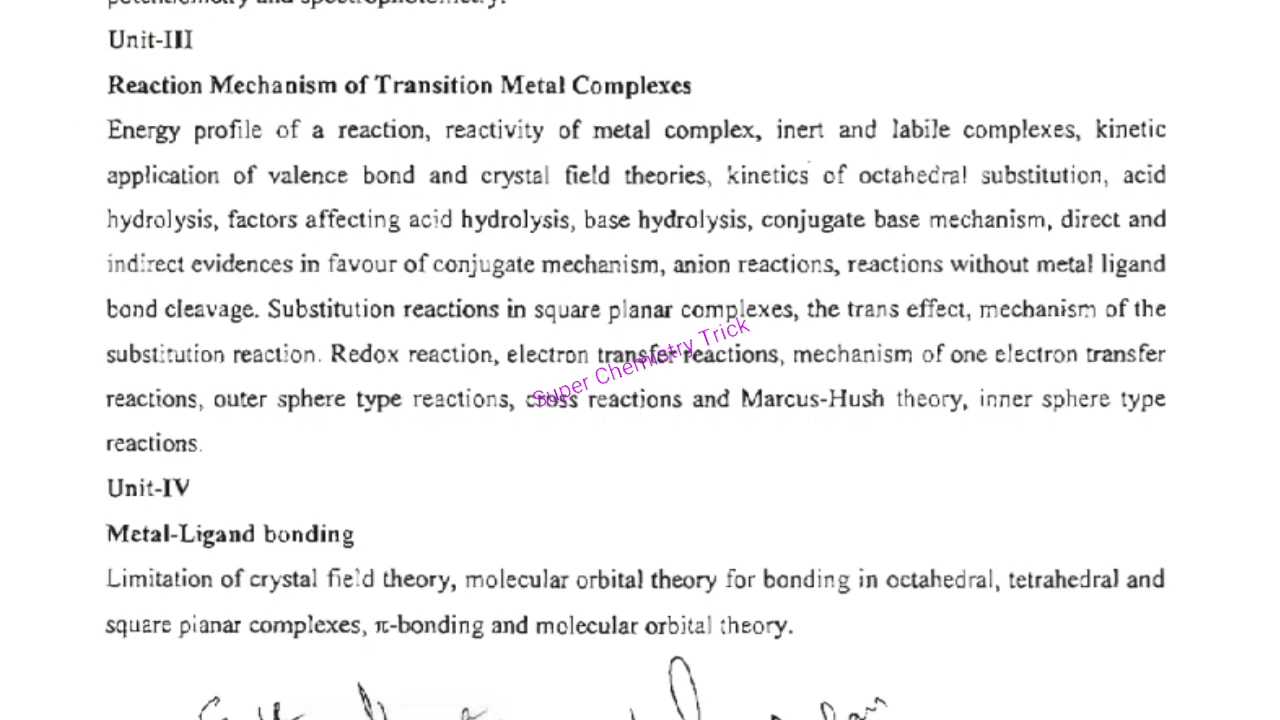 potentiometry and spectrophotometry.
Unit-III
Reaction Mechanism of Transition Metal Complexes
Energy profile of a reaction, reactivity of metal complex, inert and labile complexes, kinetic
application of valence bond and crystal field theories, kinetics of octahedral substitution, acid
hydrolysis, factors affecting acid hydrolysis, base hydrolysis, conjugate base mechanism, direct and
indirect evidences in favour of conjugate mechanism, anion reactions, reactions without metal ligand
bond cleavage. Substitution reactions in square planar complexes, the trans effect, mechanism of the
substitution reaction. Redox reaction, electron transfer reactions, mechanism of one electron transfer
reactions, outer sphere type reactions, cross reactions and Marcus-Hush theory, inner sphere type
reactions.
Super Chemistry Trick
Unit-IV
Metal-Ligand bonding
Limitation of crystal field theory, molecular orbital theory for bonding in octahedral, tetrahedral and
square planar complexes, π-bonding and molecular orbital theory.